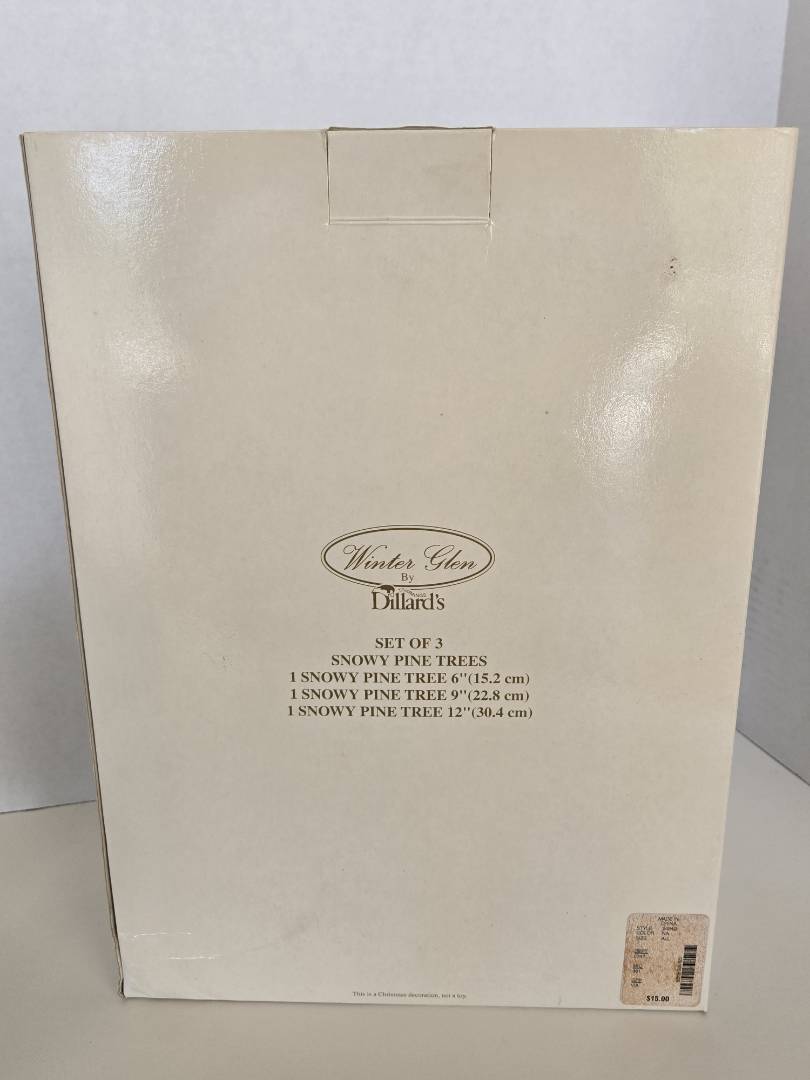 Winter Glen
By
Dillard's
SET OF 3
SNOWY PINE TREES
1 SNOWY PINE TREE 6"(15.2 cm)
1 SNOWY PINE TREE 9"(22.8 cm)
1 SNOWY PINE TREE 12"(30.4 cm)
This is a Christmas decoration, not a toy.
MADE IN
CHINA
STYLE
COLOR NA
SIZE ALL
$15.00